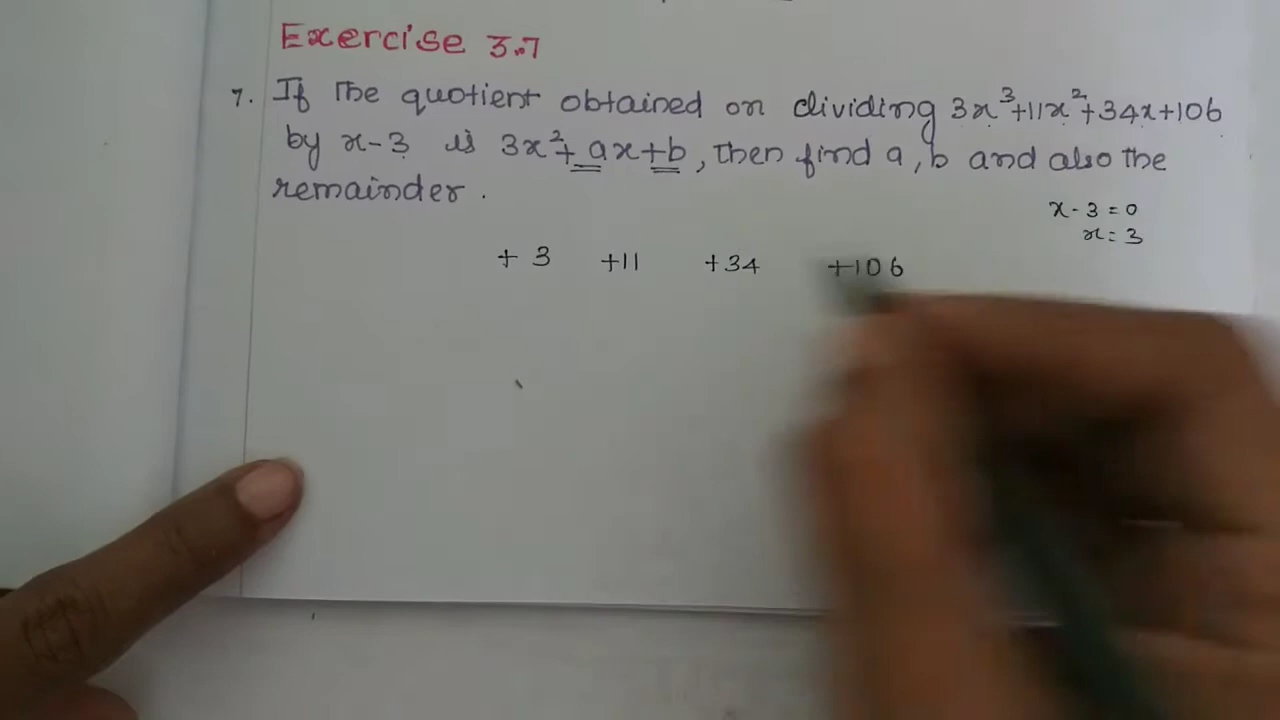 Exercise 3.7
7. If the quotient obtained on dividing 3x³+11x²+34x+106
by x-3 is 3x²+ax+b, then find a, b and also the
remainder.
x-3=0
x=3
+3 +11 +34 +106